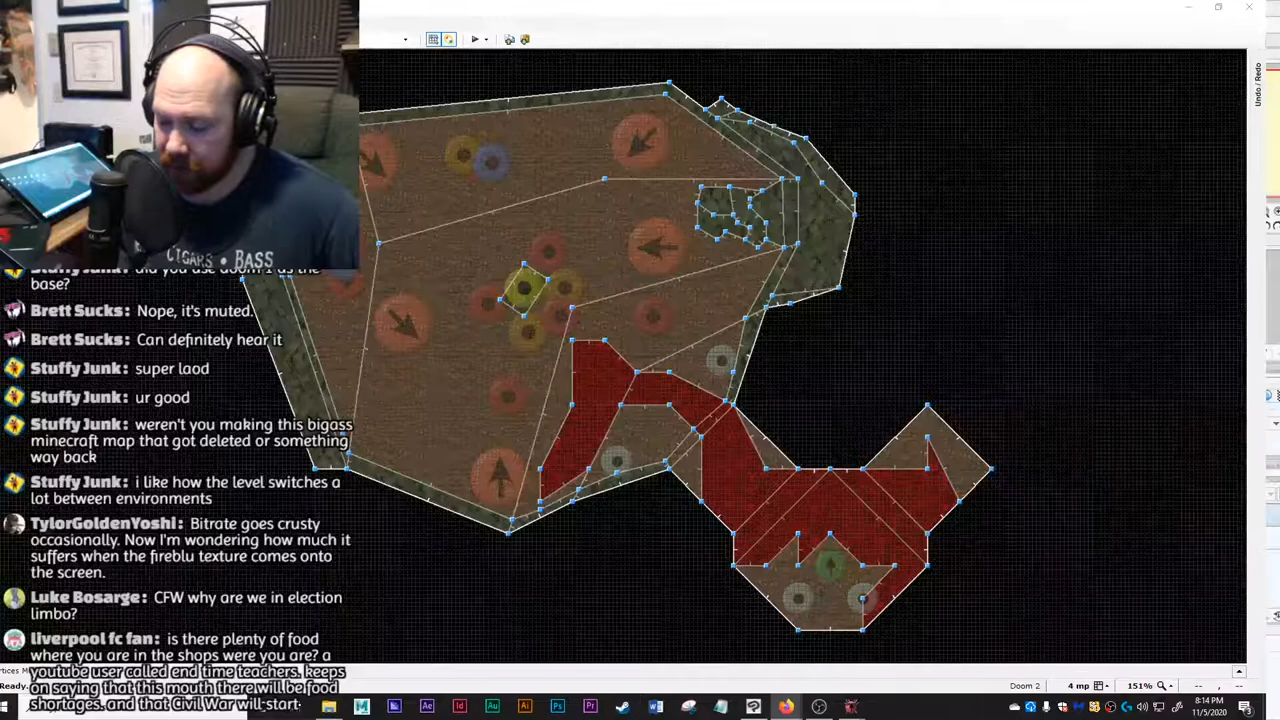 CIGARS • BASS
Stuffy Junk: did you use doom 1 as the
base?
Brett Sucks: Nope, it's muted.
Brett Sucks: Can definitely hear it
Stuffy Junk: super laod
Stuffy Junk: ur good
Stuffy Junk: weren't you making this bigass
minecraft map that got deleted or something
way back
Stuffy Junk: i like how the level switches a
lot between environments
TylorGoldenYoshi: Bitrate goes crusty
occasionally. Now I'm wondering how much it
suffers when the fireblu texture comes onto
the screen.
Luke Bosarge: CFW why are we in election
limbo?
liverpool fc fan: is there plenty of food
where you are in the shops were you are? a
youtube user called end time teachers. keeps
on saying that this mouth there will be food
shortages. and that Civil War will start
Undo / Redo
Ready.
Doom 2
4 mp
151%
8:14 PM
11/5/2020